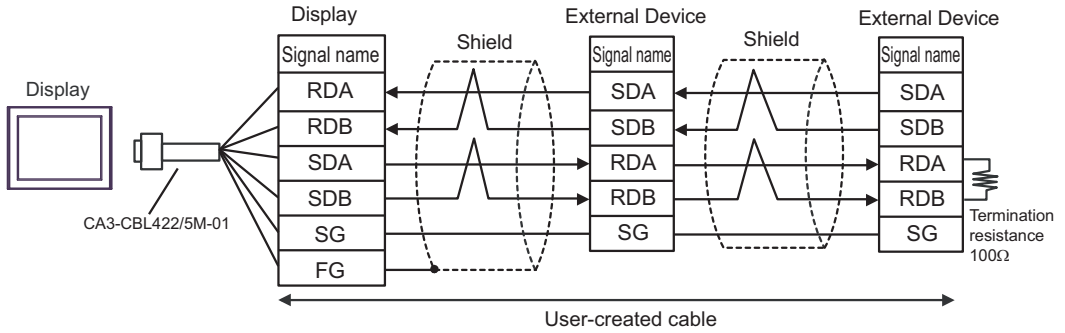 Display
External Device
External Device
Shield
Shield
Signal name
Signal name
Signal name
Display
RDA
SDA
SDA
RDB
SDB
SDB
SDA
RDA
RDA
SDB
RDB
RDB
CA3-CBL422/5M-01
Termination
resistance
100Ω
SG
SG
SG
FG
User-created cable